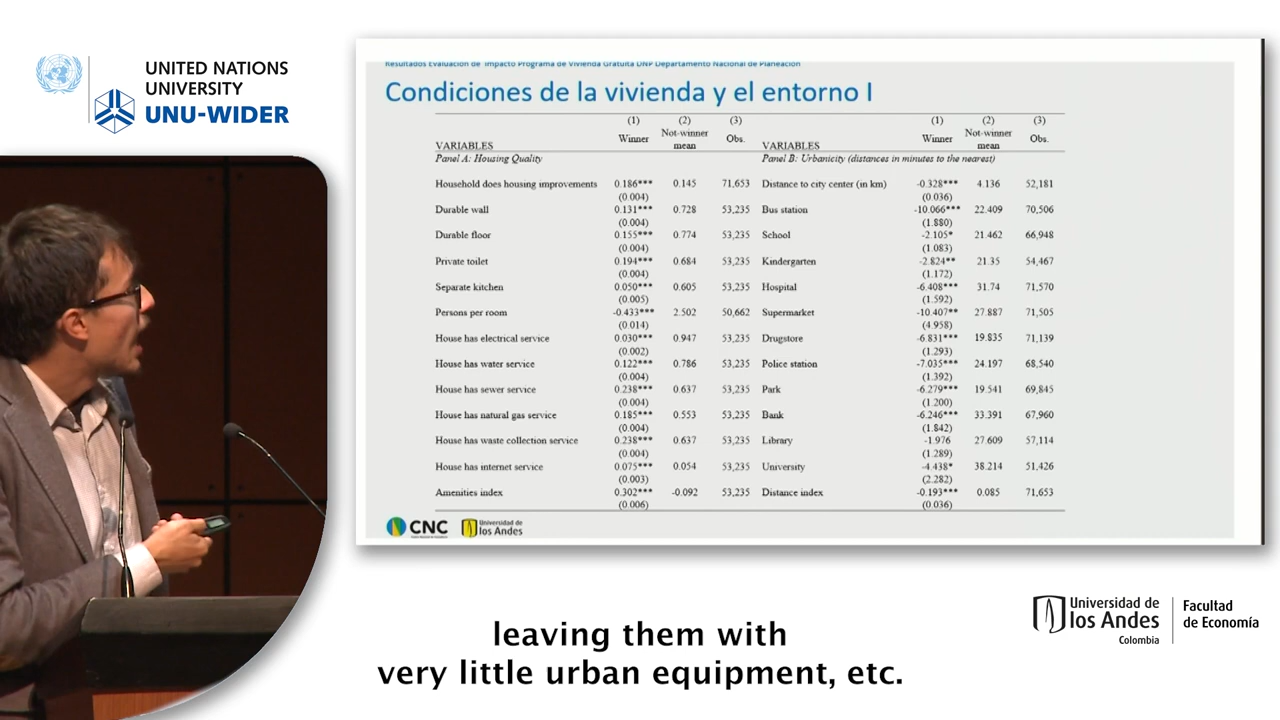 UNITED NATIONS
UNIVERSITY
UNU-WIDER
Resultados Evaluación de Impacto Programa de Vivienda Gratuita DNP Departamento Nacional de Planeación
Condiciones de la vivienda y el entorno I
(1) (2) (3) (1) (2) (3)
VARIABLES Winner Not-winner mean Obs. VARIABLES Winner Not-winner mean Obs.
Panel A: Housing Quality Panel B: Urbanicity (distances in minutes to the nearest)
Household does housing improvements 0.186*** 0.145 71,653 Distance to city center (in km) -0.328*** 4.136 52,181
(0.004) (0.036)
Durable wall 0.131*** 0.728 53,235 Bus station -10.066*** 22.409 70,506
(0.004) (1.880)
Durable floor 0.155*** 0.774 53,235 School -2.105* 21.462 66,948
(0.004) (1.083)
Private toilet 0.194*** 0.684 53,235 Kindergarten -2.824** 21.35 54,467
(0.004) (1.172)
Separate kitchen 0.050*** 0.605 53,235 Hospital -6.408*** 31.74 71,570
(0.005) (1.592)
Persons per room -0.433*** 2.502 50,662 Supermarket -10.407** 27.887 71,505
(0.014) (4.958)
House has electrical service 0.030*** 0.947 53,235 Drugstore -6.831*** 19.835 71,139
(0.002) (1.293)
House has water service 0.122*** 0.786 53,235 Police station -7.035*** 24.197 68,540
(0.004) (1.392)
House has sewer service 0.238*** 0.637 53,235 Park -6.279*** 19.541 69,845
(0.004) (1.200)
House has natural gas service 0.185*** 0.553 53,235 Bank -6.246*** 33.391 67,960
(0.004) (1.842)
House has waste collection service 0.238*** 0.637 53,235 Library -1.976 27.609 57,114
(0.004) (1.289)
House has internet service 0.075*** 0.054 53,235 University -4.438* 38.214 51,426
(0.003) (2.282)
Amenities index 0.302*** -0.092 53,235 Distance index -0.193*** 0.085 71,653
(0.006) (0.036)
CNC Universidad de
los Andes
leaving them with
very little urban equipment, etc.
Universidad de
los Andes
Colombia
Facultad
de Economía